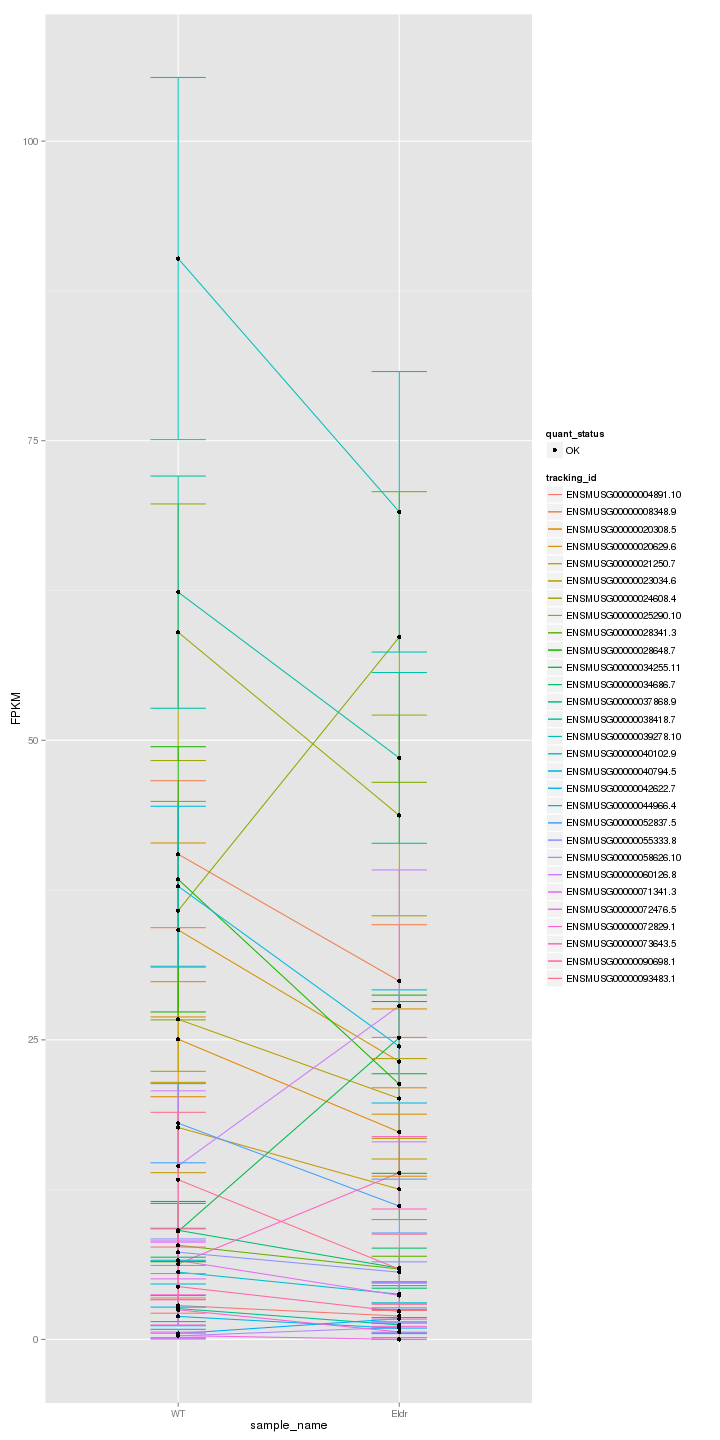 100
75
50
25
0
FPKM
WT
Eldr
sample_name
quant_status
OK
tracking_id
ENSMUSG00000004891.10
ENSMUSG00000008348.9
ENSMUSG00000020308.5
ENSMUSG00000020629.6
ENSMUSG00000021250.7
ENSMUSG00000023034.6
ENSMUSG00000024608.4
ENSMUSG00000025290.10
ENSMUSG00000028341.3
ENSMUSG00000028648.7
ENSMUSG00000034255.11
ENSMUSG00000034686.7
ENSMUSG00000037868.9
ENSMUSG00000038418.7
ENSMUSG00000039278.10
ENSMUSG00000040102.9
ENSMUSG00000040794.5
ENSMUSG00000042622.7
ENSMUSG00000044966.4
ENSMUSG00000052837.5
ENSMUSG00000055333.8
ENSMUSG00000058626.10
ENSMUSG00000060126.8
ENSMUSG00000071341.3
ENSMUSG00000072476.5
ENSMUSG00000072829.1
ENSMUSG00000073643.5
ENSMUSG00000090698.1
ENSMUSG00000093483.1